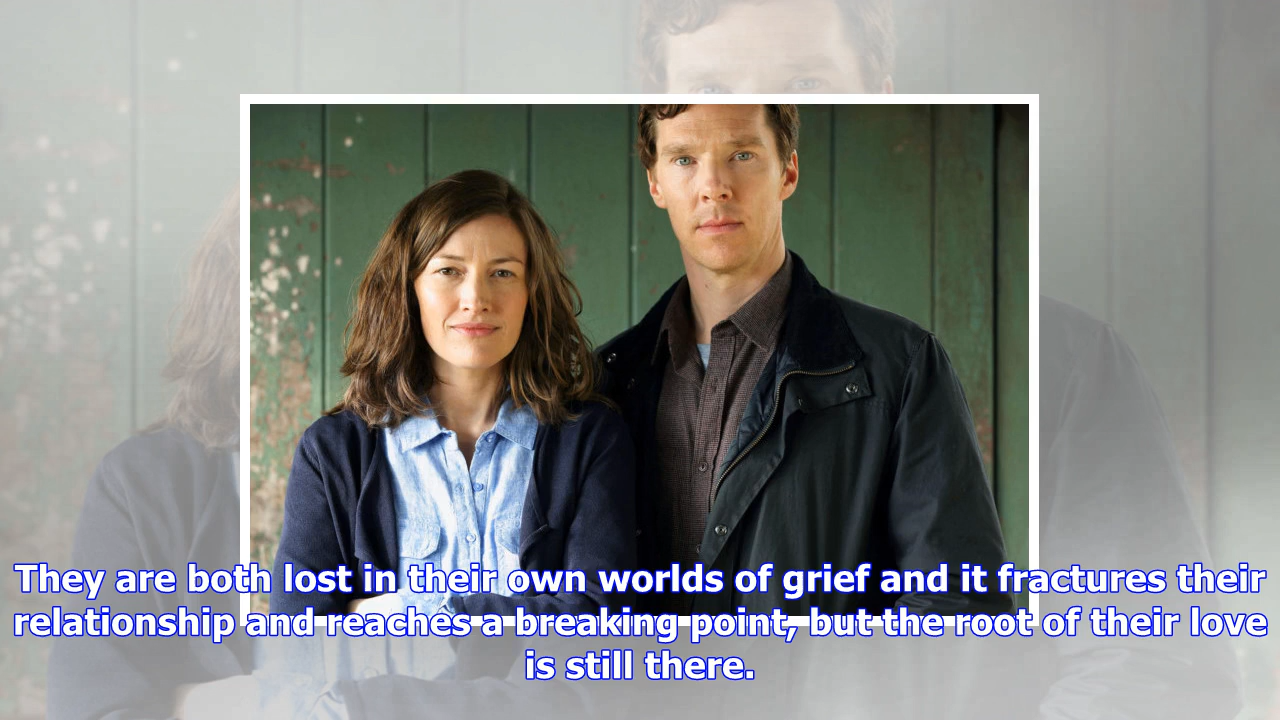 They are both lost in their own worlds of grief and it fractures their
relationship and reaches a breaking point, but the root of their love
is still there.